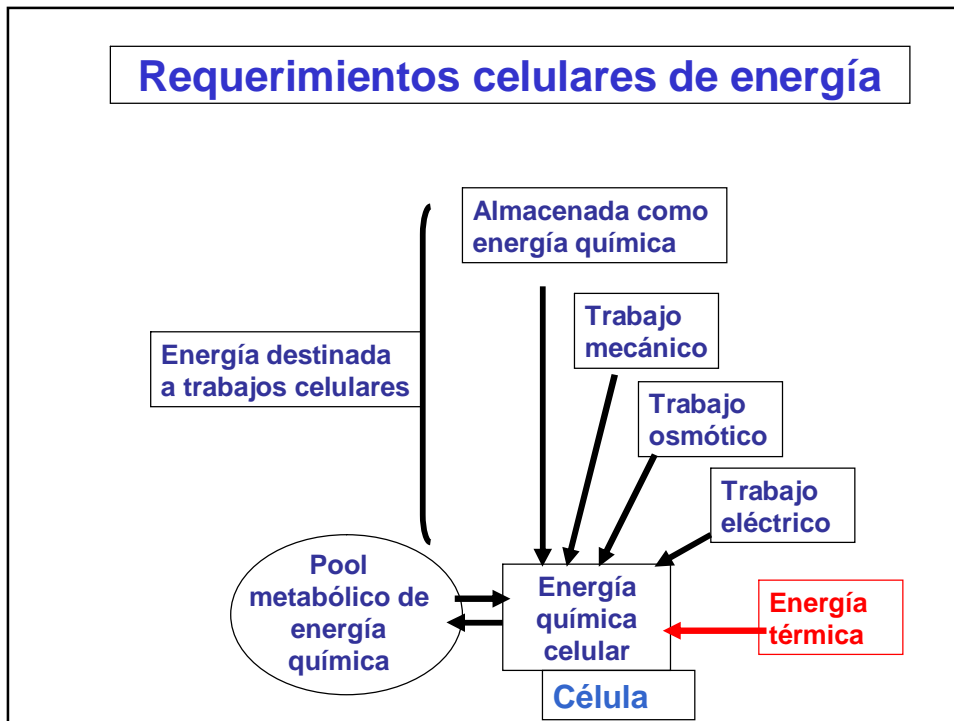 Requerimientos celulares de energía
Almacenada como
energía química
Trabajo
mecánico
Energía destinada
a trabajos celulares
Trabajo
osmótico
Trabajo
eléctrico
Pool
metabólico de
energía
química
Energía
química
celular
Energía
térmica
Célula